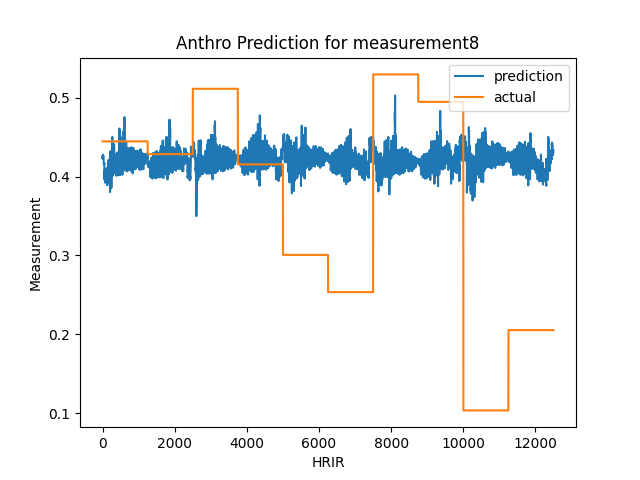 Anthro Prediction for measurement8
prediction
actual
Measurement
0.5
0.4
0.3
0.2
0.1
0 2000 4000 6000 8000 10000 12000
HRIR